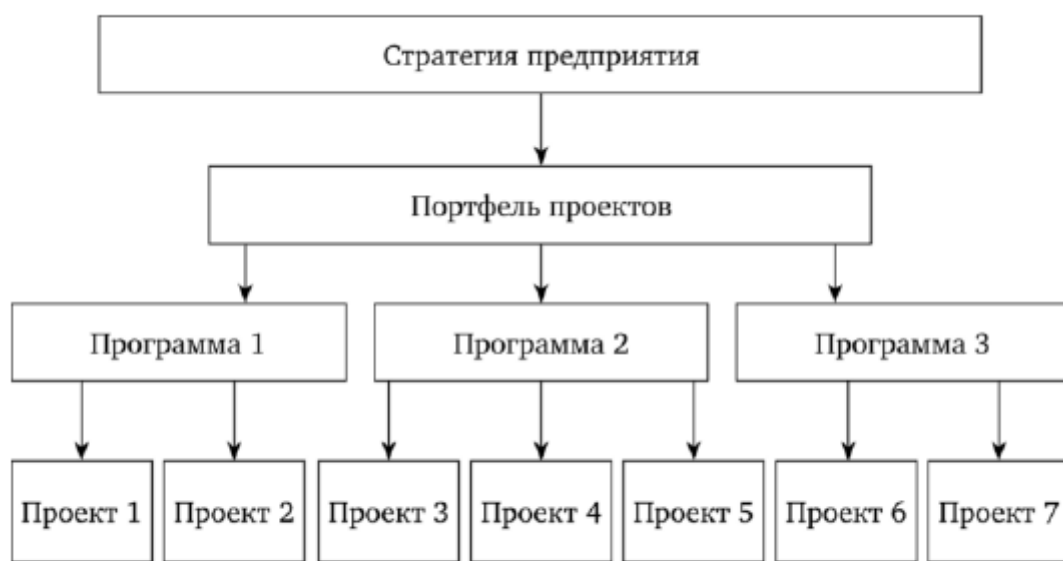 Стратегия предприятия
Портфель проектов
Программа 1
Программа 2
Программа 3
Проект 1
Проект 2
Проект 3
Проект 4
Проект 5
Проект 6
Проект 7